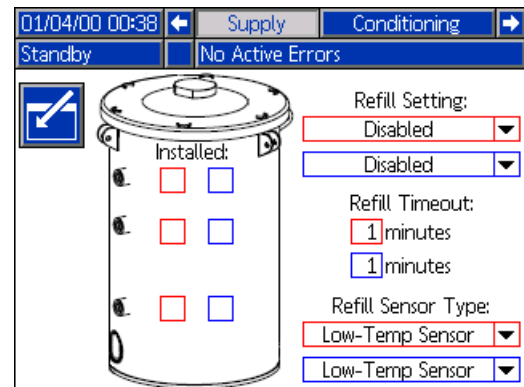 01/04/00 00:38 Supply Conditioning
Standby No Active Errors
Refill Setting:
Disabled
Installed:
Disabled
Refill Timeout:
1 minutes
1 minutes
Refill Sensor Type:
Low-Temp Sensor
Low-Temp Sensor